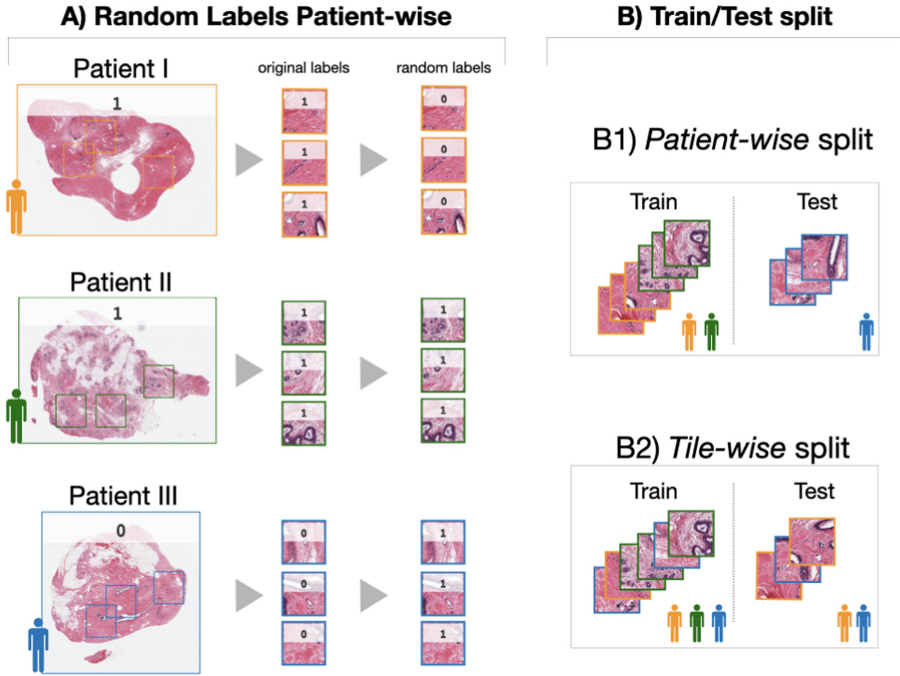 A) Random Labels Patient-wise
Patient I
original labels
random labels
1
1
0
1
0
1
0
Patient II
1
1
1
1
1
1
1
Patient III
0
0
1
0
1
0
1
B) Train/Test split
B1) Patient-wise split
Train
Test
B2) Tile-wise split
Train
Test